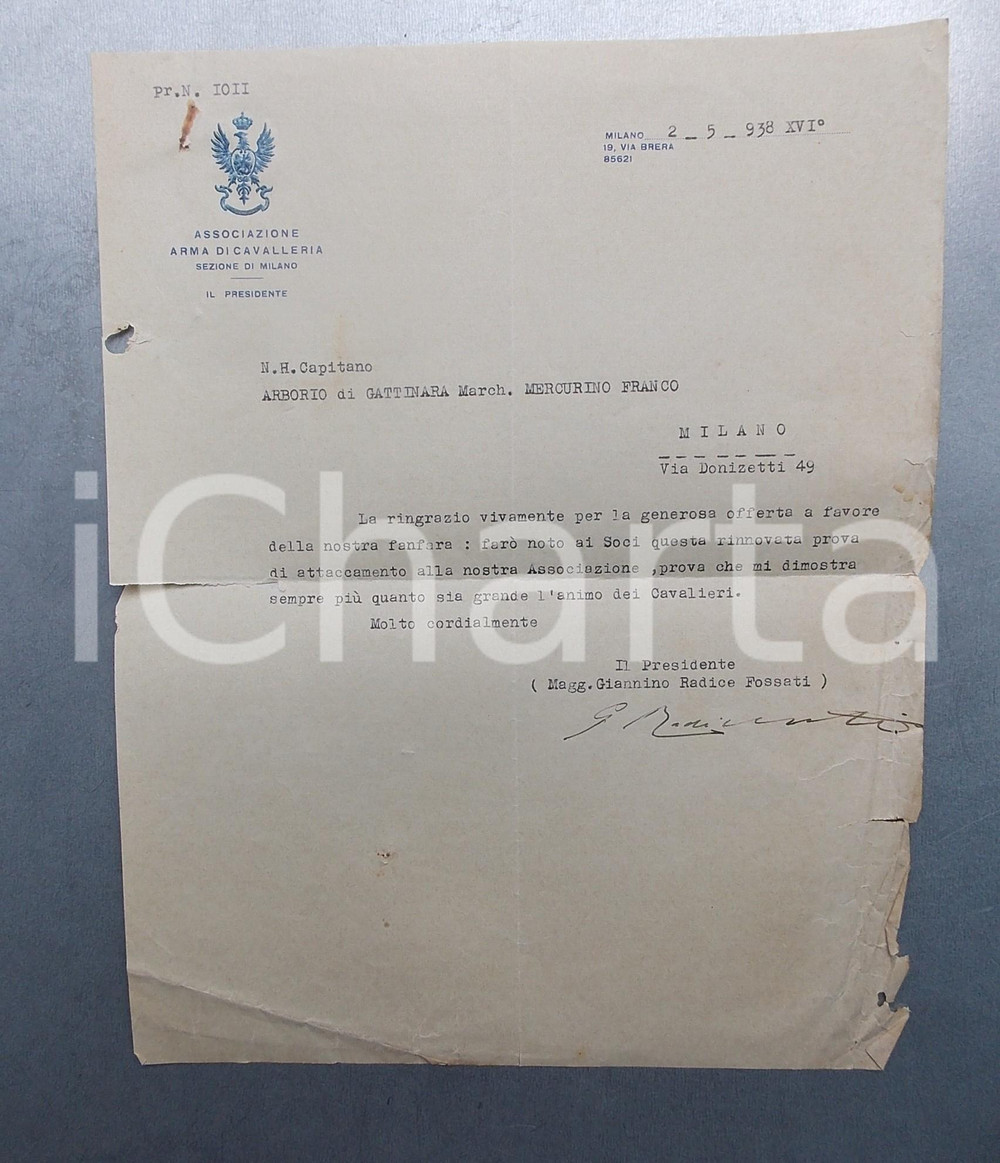 Pr.N. IOII
MILANO 2 _ 5 _ 938 XVI°
19, VIA BRERA
85621
ASSOCIAZIONE
ARMA DI CAVALLERIA
SEZIONE DI MILANO
IL PRESIDENTE
N.H.Capitano
ARBORIO di GATTINARA March. MERCURINO FRANCO
M I L A N O
Via Donizetti 49
La ringrazio vivamente per la generosa offerta a favore
della nostra fanfara : farò noto ai Soci questa rinnovata prova
di attaccamento alla nostra Associazione ,prova che mi dimostra
sempre più quanto sia grande l'animo dei Cavalieri.
Molto cordialmente
Il Presidente
( Magg.Giannino Radice Fossati )
iCharta